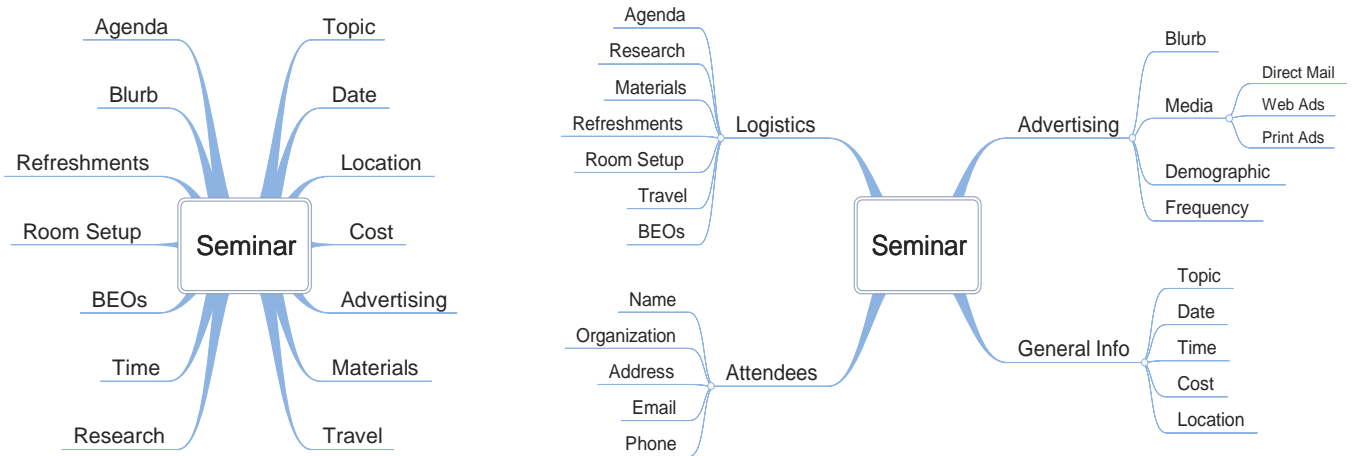 Agenda
Topic
Blurb
Date
Refreshments
Location
Room Setup
Seminar
Cost
BEOs
Advertising
Time
Materials
Research
Travel
Agenda
Research
Materials
Refreshments
Room Setup
Travel
BEOs
Logistics
Name
Organization
Address
Email
Phone
Attendees
Seminar
Advertising
Blurb
Media
Direct Mail
Web Ads
Print Ads
Demographic
Frequency
General Info
Topic
Date
Time
Cost
Location